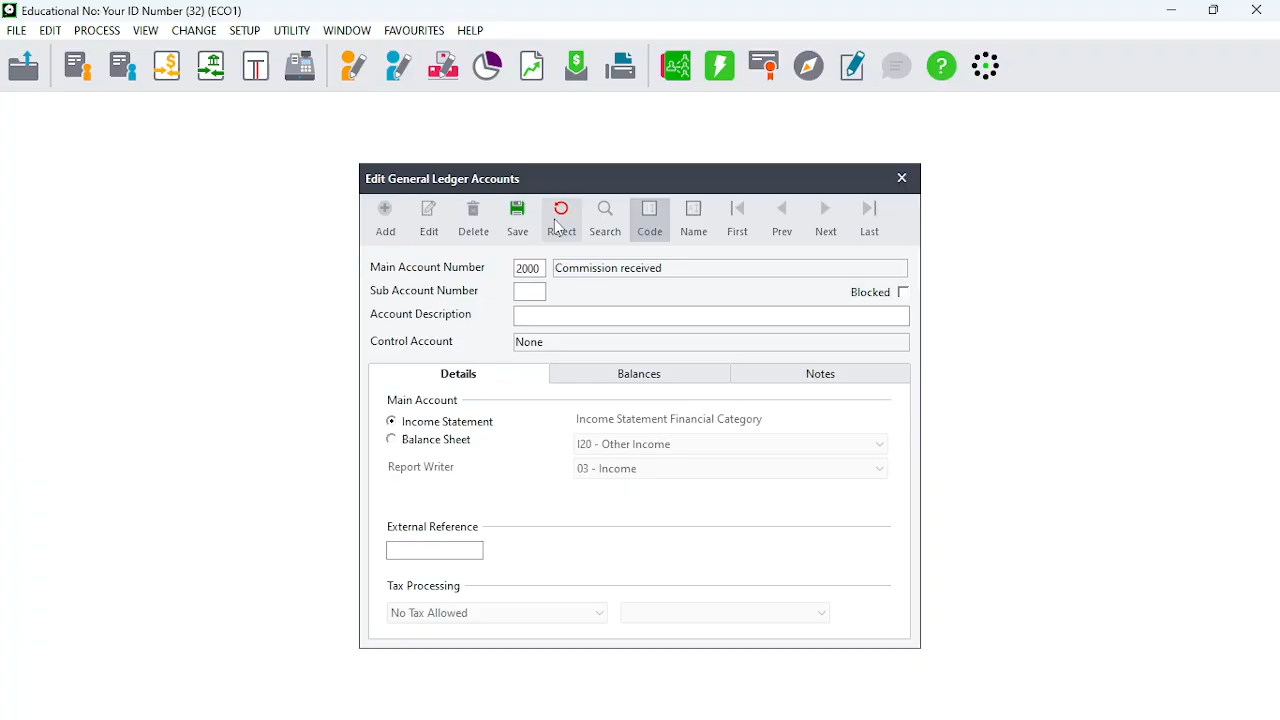 Educational No: Your ID Number (32) (ECO1)
FILE EDIT PROCESS VIEW CHANGE SETUP UTILITY WINDOW FAVOURITES HELP
Edit General Ledger Accounts
Add Edit Delete Save Search Code Name First Prev Next Last
Main Account Number 2000 Commission received
Sub Account Number Blocked
Account Description
Control Account None
Details Balances Notes
Main Account
Income Statement Income Statement Financial Category
Balance Sheet I20 - Other Income
Report Writer 03 - Income
External Reference
Tax Processing
No Tax Allowed